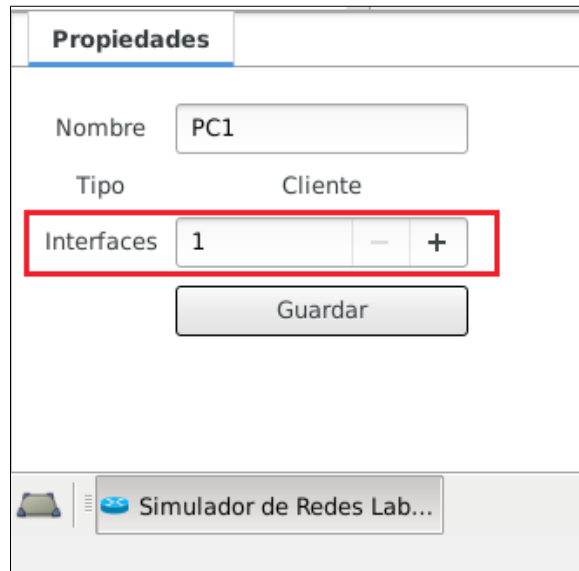 Propiedades
Nombre PC1
Tipo Cliente
Interfaces 1 − +
Guardar
Simulador de Redes Lab...